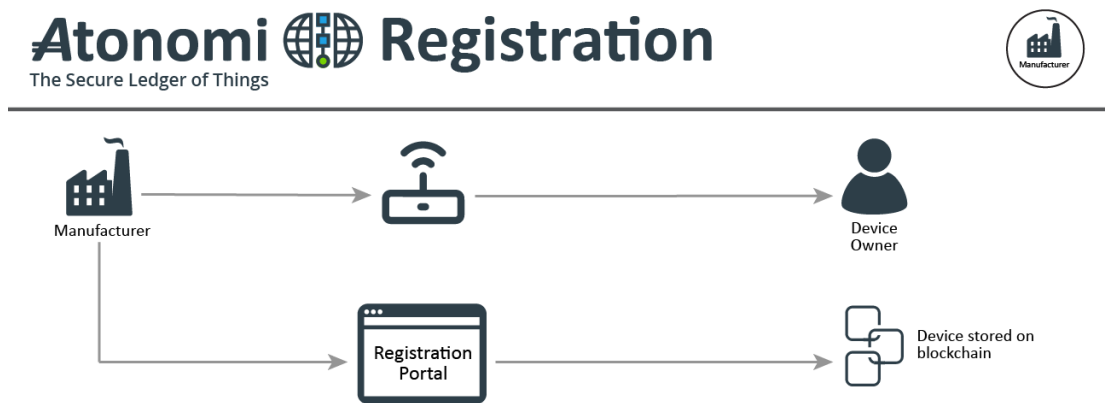 Atonomi Registration
The Secure Ledger of Things
Manufacturer
Manufacturer
Device
Owner
Registration
Portal
Device stored on
blockchain